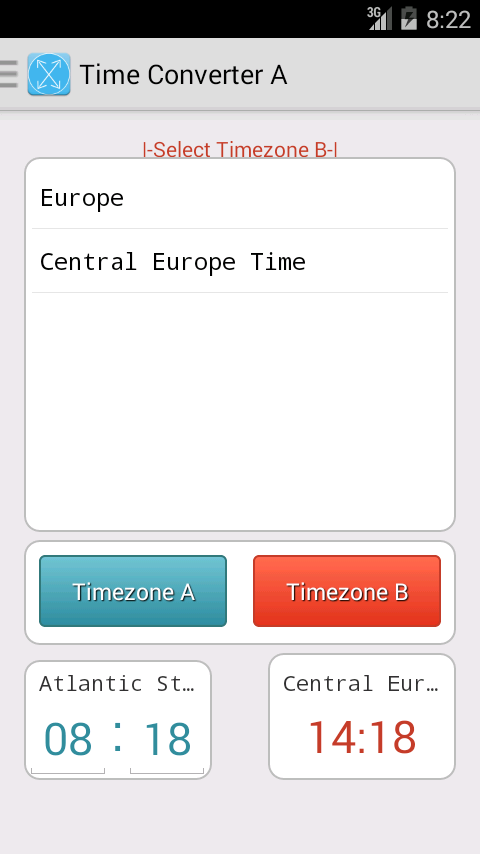 3G 8:22
Time Converter A
|-Select Timezone B-|
Europe
Central Europe Time
Timezone A Timezone B
Atlantic St… Central Eur…
08 : 18 14:18